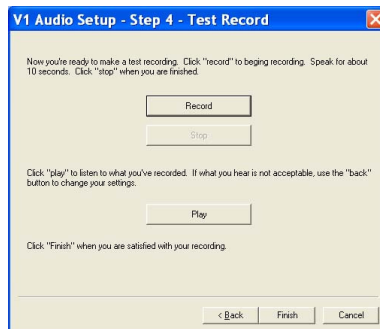 V1 Audio Setup - Step 4 - Test Record
Now you're ready to make a test recording. Click "record" to beging recording. Speak for about
10 seconds. Click "stop" when you are finished.
Record
Stop
Click "play" to listen to what you've recorded. If what you hear is not acceptable, use the "back"
button to change your settings.
Play
Click "Finish" when you are satisfied with your recording.
< Back Finish Cancel